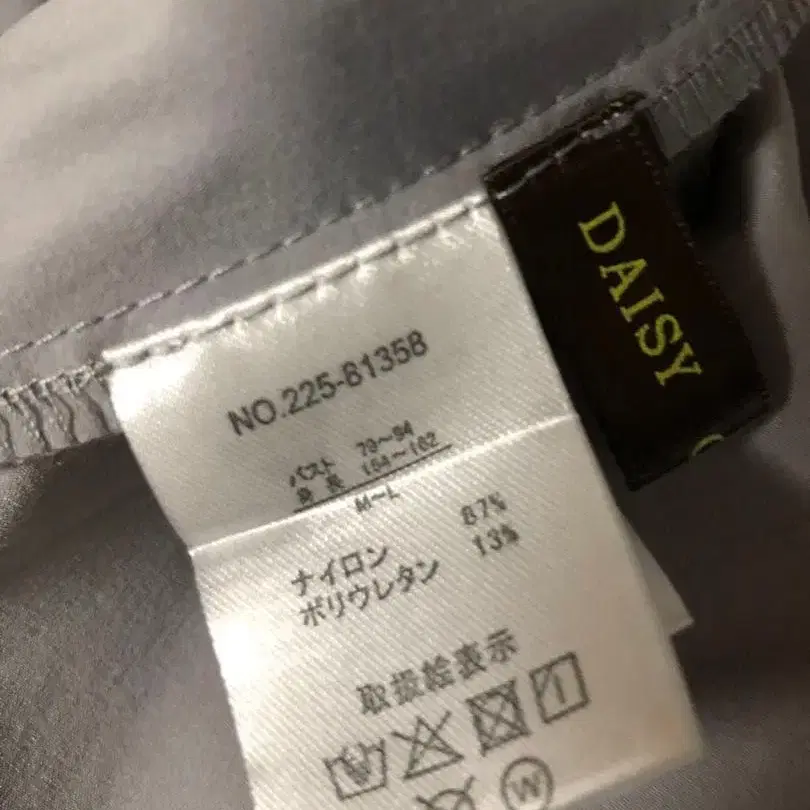 DAISY
NO.225-81358
バスト 79~94
身長 154~162
M~L
ナイロン 87%
ポリウレタン 13%
取扱絵表示
W